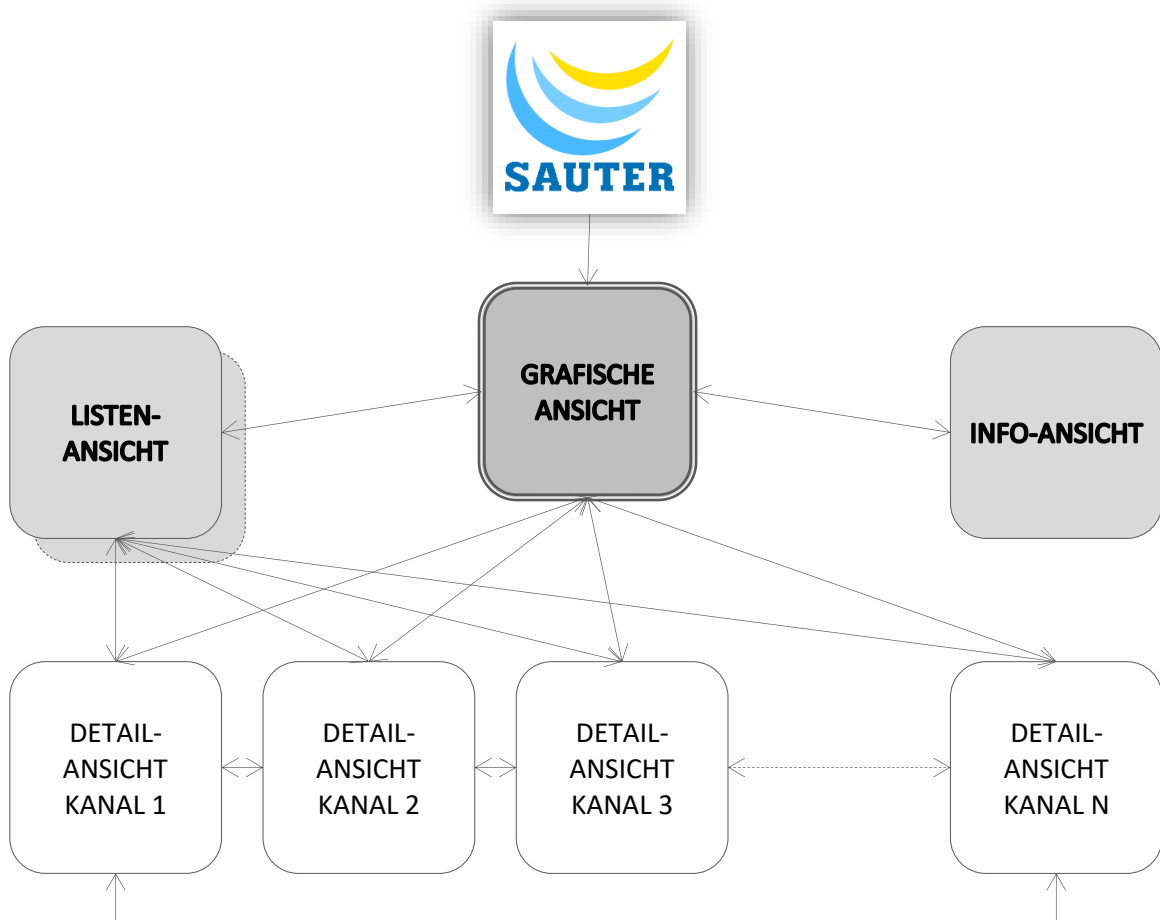 SAUTER
GRAFISCHE
ANSICHT
LISTEN-
ANSICHT
INFO-ANSICHT
DETAIL-
ANSICHT
KANAL 1
DETAIL-
ANSICHT
KANAL 2
DETAIL-
ANSICHT
KANAL 3
DETAIL-
ANSICHT
KANAL N